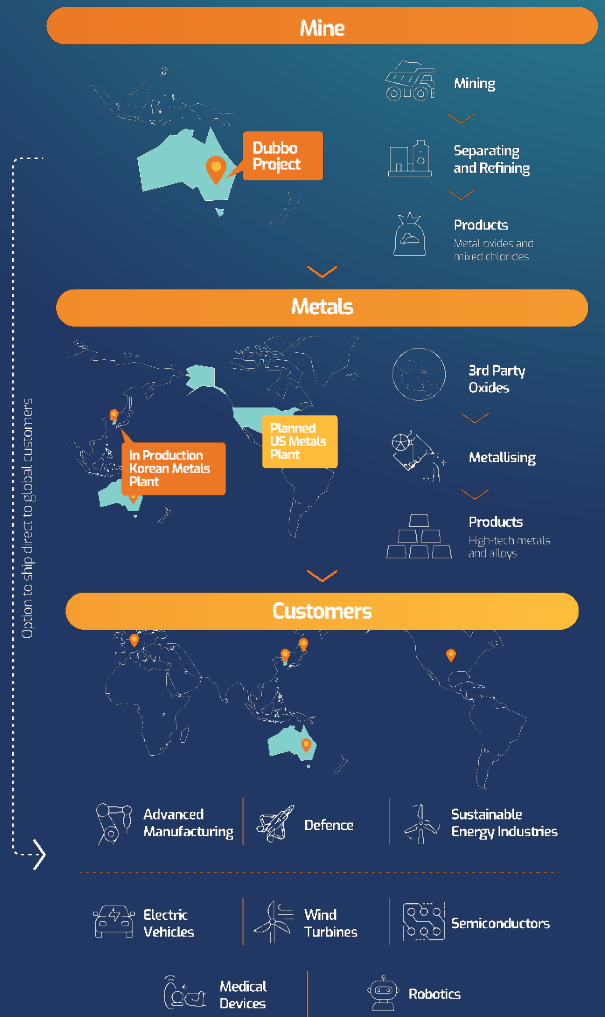 Mine
Dubbo
Project
Mining
Separating
and Refining
Products
Metal oxides and
mixed chlorides
Metals
In Production
Korean Metals
Plant
Planned
US Metals
Plant
3rd Party
Oxides
Metallising
Products
High-tech metals
and alloys
Option to ship direct to global customers
Customers
Advanced
Manufacturing
Defence
Sustainable
Energy Industries
Electric
Vehicles
Wind
Turbines
Semiconductors
Medical
Devices
Robotics